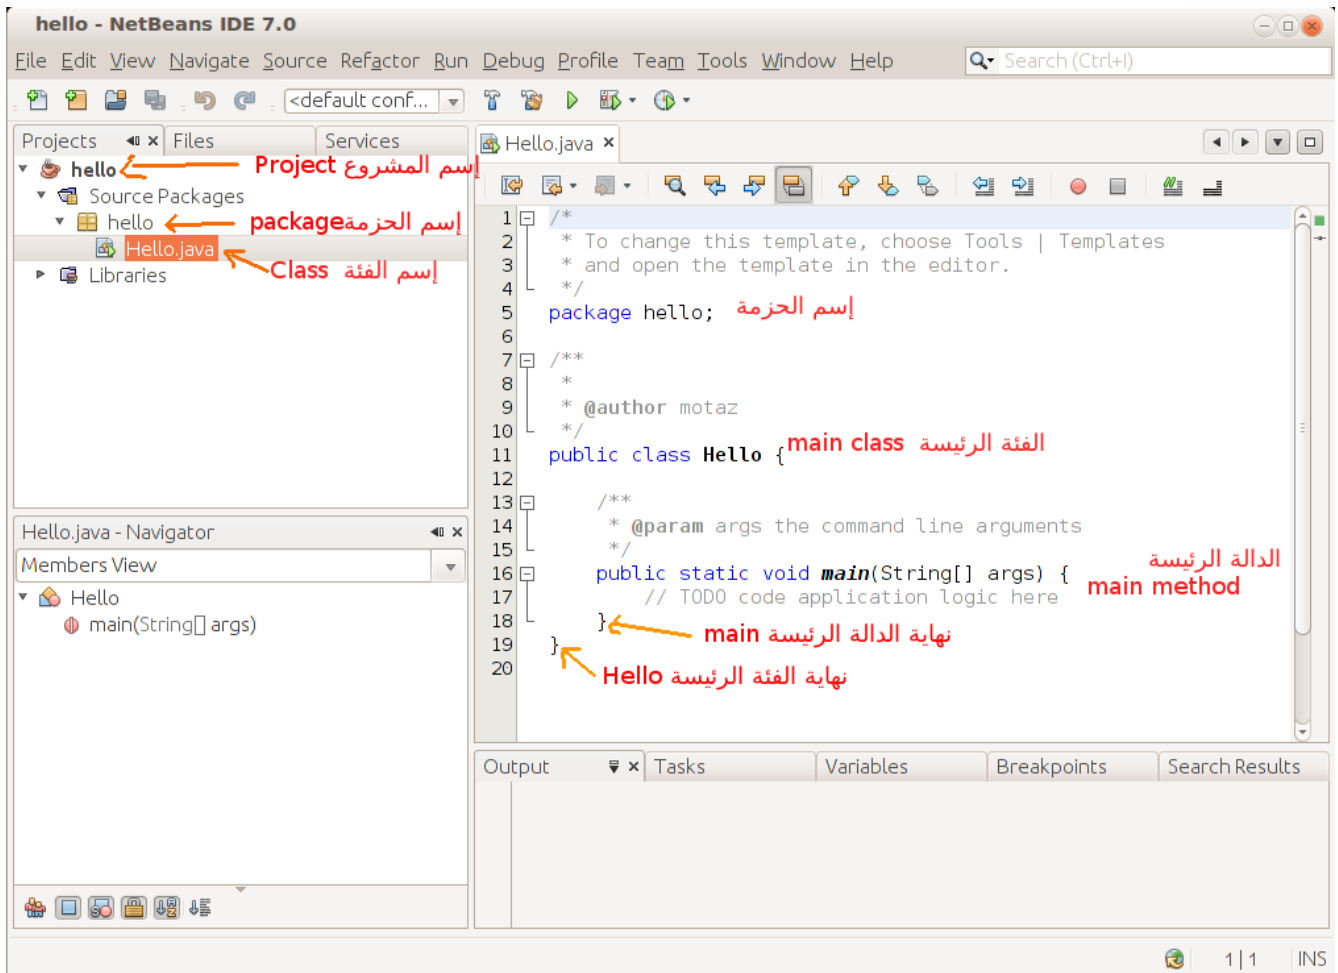 hello - NetBeans IDE 7.0
File Edit View Navigate Source Refactor Run Debug Profile Team Tools Window Help
Search (Ctrl+I)
<default conf...
Projects
Files
Services
hello
إسم المشروع Project
Source Packages
hello
إسم الحزمة package
Hello.java
إسم الفئة Class
Libraries
Hello.java - Navigator
Members View
Hello
main(String[] args)
Hello.java
1 /*
2 * To change this template, choose Tools | Templates
3 * and open the template in the editor.
4 */
5 package hello;
إسم الحزمة
6
7 /**
8 *
9 * @author motaz
10 */
11 public class Hello {
الفئة الرئيسة main class
12
13 /**
14 * @param args the command line arguments
15 */
16 public static void main(String[] args) {
الدالة الرئيسة
main method
17 // TODO code application logic here
18 }
نهاية الدالة الرئيسة main
19 }
نهاية الفئة الرئيسة Hello
20
Output
Tasks
Variables
Breakpoints
Search Results
1 | 1
INS